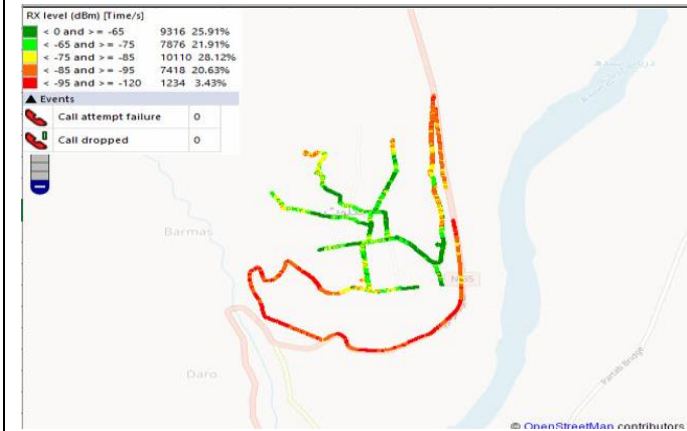 RX level (dBm) [Time/s]
< 0 and >= -65 9316 25.91%
< -65 and >= -75 7876 21.91%
< -75 and >= -85 10110 28.12%
< -85 and >= -95 7418 20.63%
< -95 and >= -120 1234 3.43%
▲ Events
Call attempt failure 0
Call dropped 0
Barmas
Daro
Irartab Bridge
© OpenStreetMap contributors